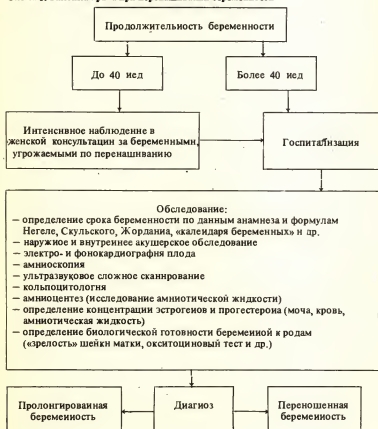 Продолжительность беременности
До 40 нед
Более 40 нед
Интенсивное наблюдение в
женской консультации за беременными,
угрожаемыми по перенашиванию
Госпитализация
Обследование:
— определение срока беременности по данным анамнеза и формулам
Негеле, Скульского, Жорданиа, «календаря беременных» и др.
— наружное и внутреннее акушерское обследование
— электро- и фонокардиография плода
— амниоскопия
— ультразвуковое сложное сканирование
— кольпоцитология
— амниоцентез (исследование амниотической жидкости)
— определение концентрации эстрогенов и прогестерона (моча, кровь,
амниотическая жидкость)
— определение биологической готовности беременной к родам
(«зрелость» шейки матки, окситоциновый тест и др.)
Пролонгированная
беременность
Диагноз
Переношенная
беременность